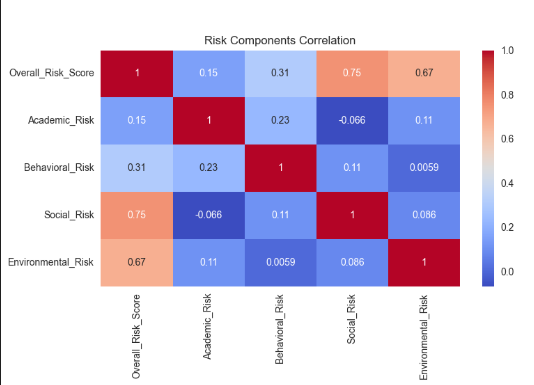 Risk Components Correlation
Overall_Risk_Score 1 0.15 0.31 0.75 0.67
Academic_Risk 0.15 1 0.23 -0.066 0.11
Behavioral_Risk 0.31 0.23 1 0.11 0.0059
Social_Risk 0.75 -0.066 0.11 1 0.086
Environmental_Risk 0.67 0.11 0.0059 0.086 1
Overall_Risk_Score
Academic_Risk
Behavioral_Risk
Social_Risk
Environmental_Risk
1.0
0.8
0.6
0.4
0.2
0.0